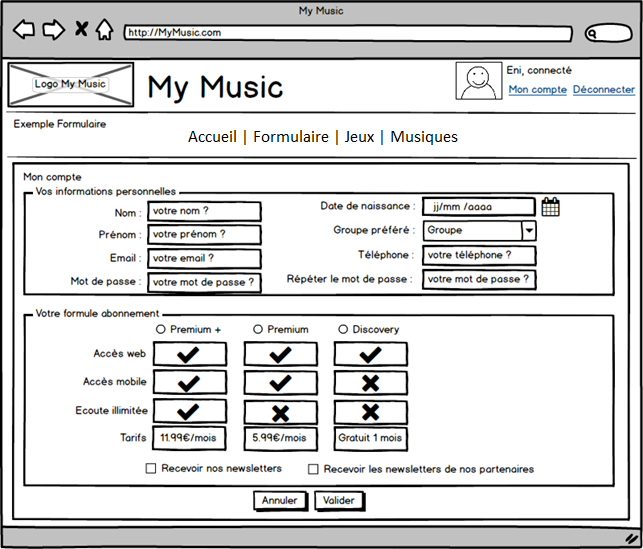 My Music
http://MyMusic.com
Logo My Music
My Music
Eni, connecté
Mon compte Déconnecter
Exemple Formulaire
Accueil | Formulaire | Jeux | Musiques
Mon compte
Vos informations personnelles
Nom : votre nom ? Date de naissance : jj/mm /aaaa
Prénom : votre prénom ? Groupe préféré : Groupe
Email : votre email ? Téléphone : votre téléphone ?
Mot de passe : votre mot de passe ? Répéter le mot de passe : votre mot de passe ?
Votre formule abonnement
Premium + Premium Discovery
Accès web
Accès mobile
Ecoute illimitée
Tarifs 11.99€/mois 5.99€/mois Gratuit 1 mois
Recevoir nos newsletters Recevoir les newsletters de nos partenaires
Annuler Valider